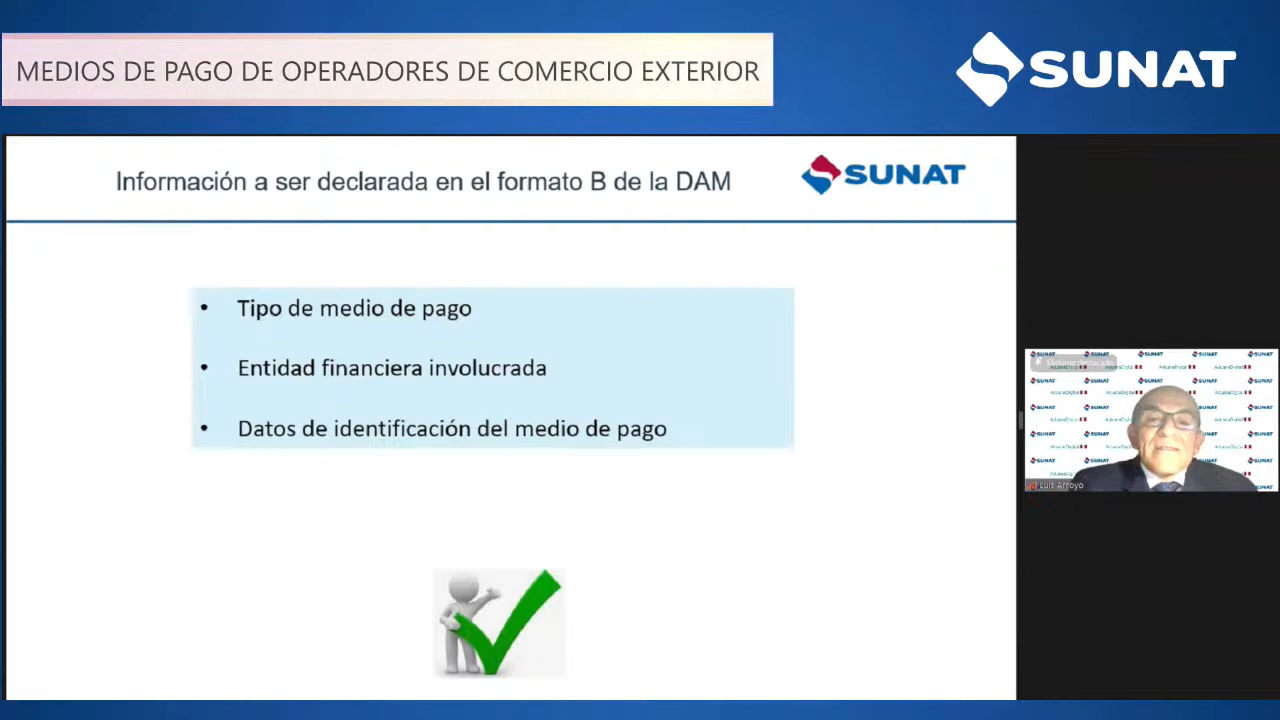 MEDIOS DE PAGO DE OPERADORES DE COMERCIO EXTERIOR
SUNAT
Información a ser declarada en el formato B de la DAM
SUNAT
• Tipo de medio de pago
• Entidad financiera involucrada
• Datos de identificación del medio de pago
Luis Arroyo